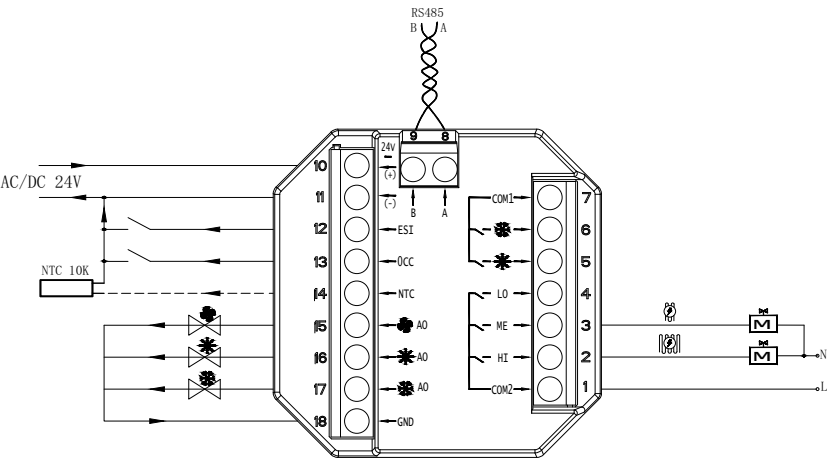 RS485
B A
9 8
24V
10 (+)
AC/DC 24V
11 (-)
B A
COM1 7
12 ESI
6
13 OCC
5
NTC 10K
14 NTC
LO 4
15 AO
ME 3
M
16 AO
HI 2
M
N
17 AO
COM2 1
L
18 GND